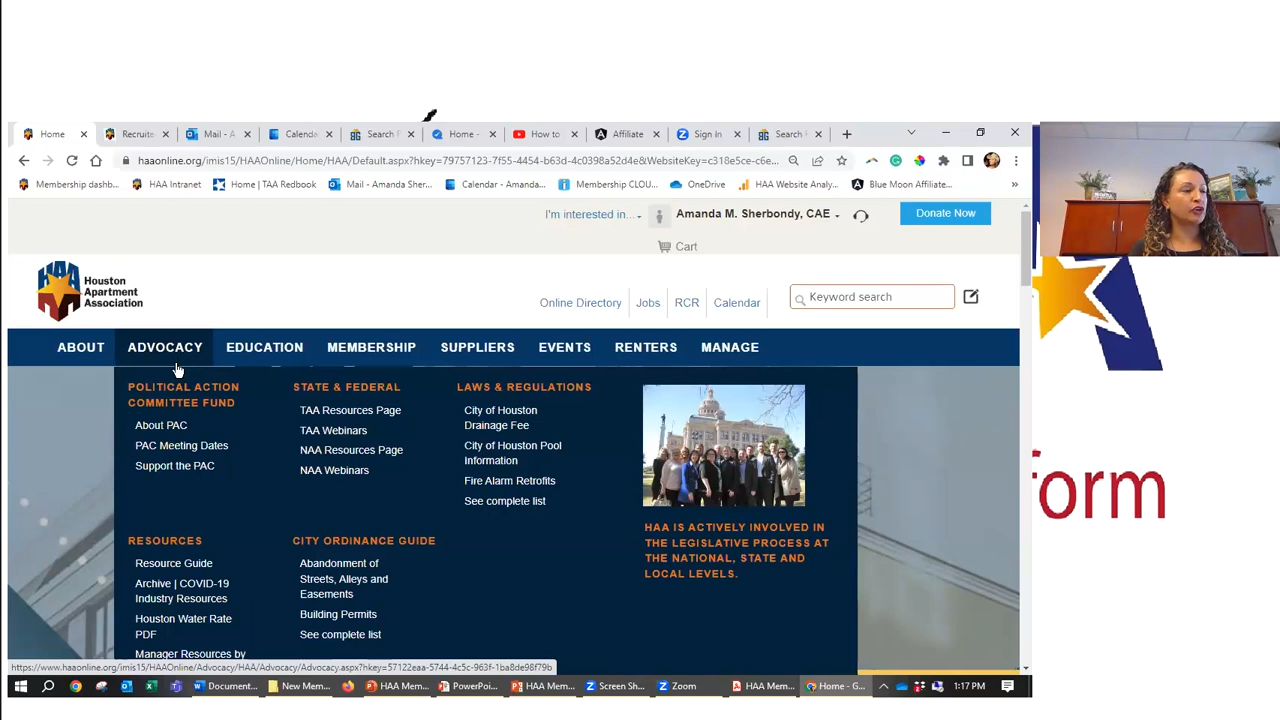 Home
Recruite
Mail - A
Calenda
Search P
Home -
How to
Affiliate
Sign In
Search H
haaonline.org/imis15/HAAOnline/Home/HAA/Default.aspx?hkey=79757123-7f55-4454-b63d-4c0398a52d4e&WebsiteKey=c318e5ce-c6e...
Membership dashb...
HAA Intranet
Home | TAA Redbook
Mail - Amanda Sher...
Calendar - Amanda...
Membership CLOU...
OneDrive
HAA Website Analy...
Blue Moon Affiliate...
»
I'm interested in...
Amanda M. Sherbondy, CAE
Donate Now
Cart
HAA
Houston
Apartment
Association
Online Directory
Jobs
RCR
Calendar
Keyword search
ABOUT
ADVOCACY
EDUCATION
MEMBERSHIP
SUPPLIERS
EVENTS
RENTERS
MANAGE
POLITICAL ACTION
COMMITTEE FUND
About PAC
PAC Meeting Dates
Support the PAC
STATE & FEDERAL
TAA Resources Page
TAA Webinars
NAA Resources Page
NAA Webinars
LAWS & REGULATIONS
City of Houston
Drainage Fee
City of Houston Pool
Information
Fire Alarm Retrofits
See complete list
HAA IS ACTIVELY INVOLVED IN
THE LEGISLATIVE PROCESS AT
THE NATIONAL, STATE AND
LOCAL LEVELS.
RESOURCES
Resource Guide
Archive | COVID-19
Industry Resources
Houston Water Rate
PDF
Manager Resources by
CITY ORDINANCE GUIDE
Abandonment of
Streets, Alleys and
Easements
Building Permits
See complete list
form
https://www.haaonline.org/imis15/HAAOnline/Advocacy/HAA/Advocacy/Advocacy.aspx?hkey=57122eaa-5744-4c5c-963f-1ba8de98f79b
Document...
New Mem...
HAA Mem...
PowerPoi...
HAA Mem...
Screen Sh...
Zoom
HAA Mem...
Home - G...
1:17 PM